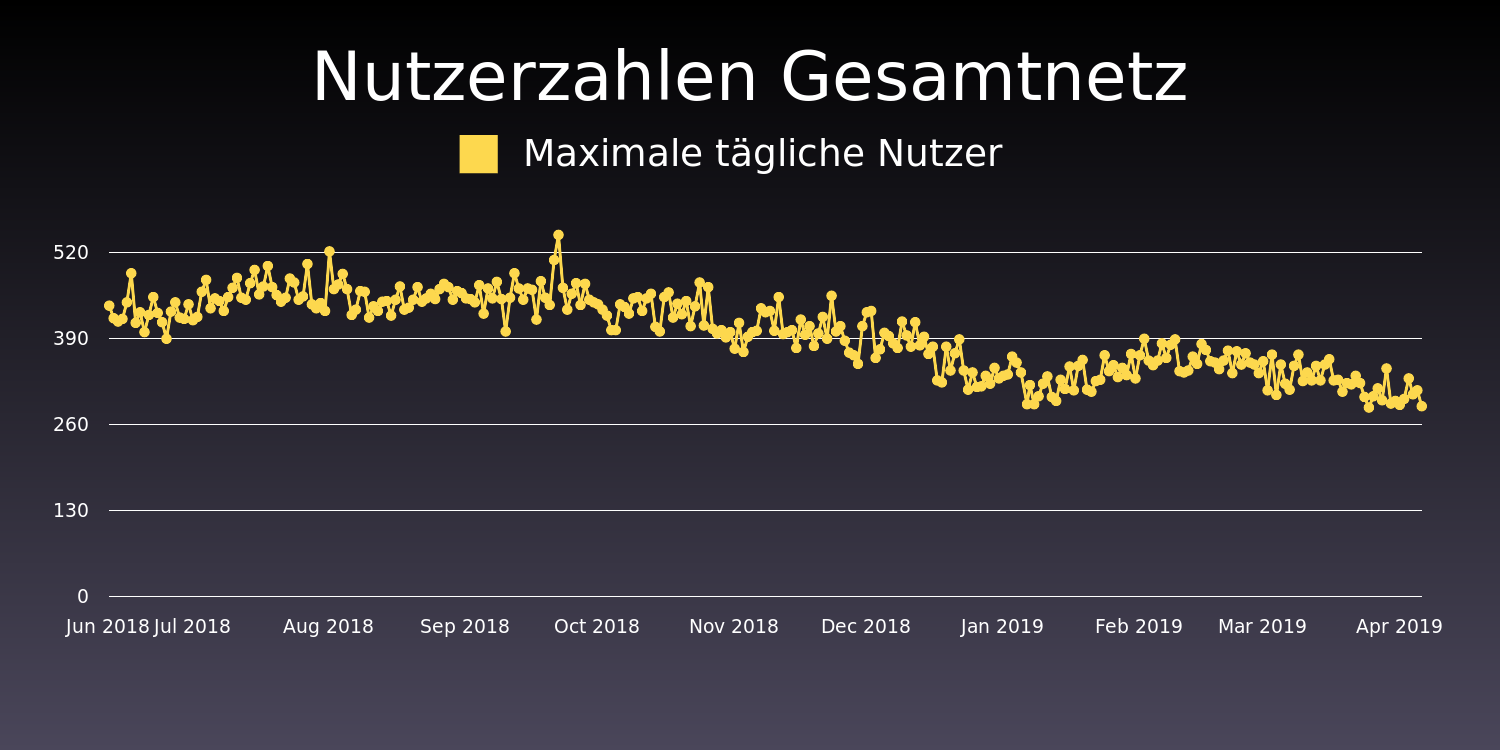 Nutzerzahlen Gesamtnetz
Maximale tägliche Nutzer
520
390
260
130
0
Jun 2018 Jul 2018 Aug 2018 Sep 2018 Oct 2018 Nov 2018 Dec 2018 Jan 2019 Feb 2019 Mar 2019 Apr 2019